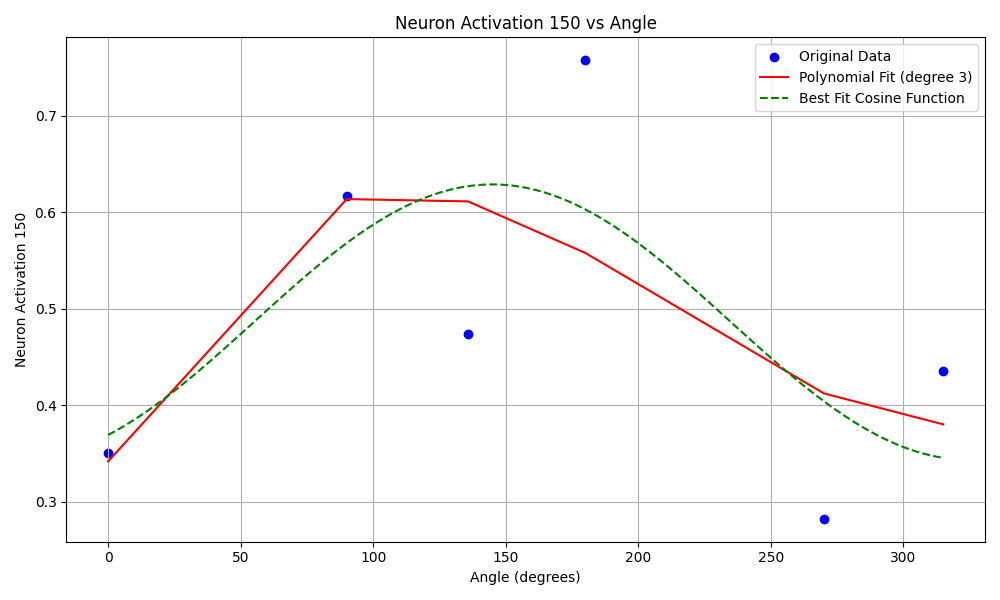 Neuron Activation 150 vs Angle
Original Data
Polynomial Fit (degree 3)
Best Fit Cosine Function
Neuron Activation 150
0.7
0.6
0.5
0.4
0.3
0
50
100
150
200
250
300
Angle (degrees)